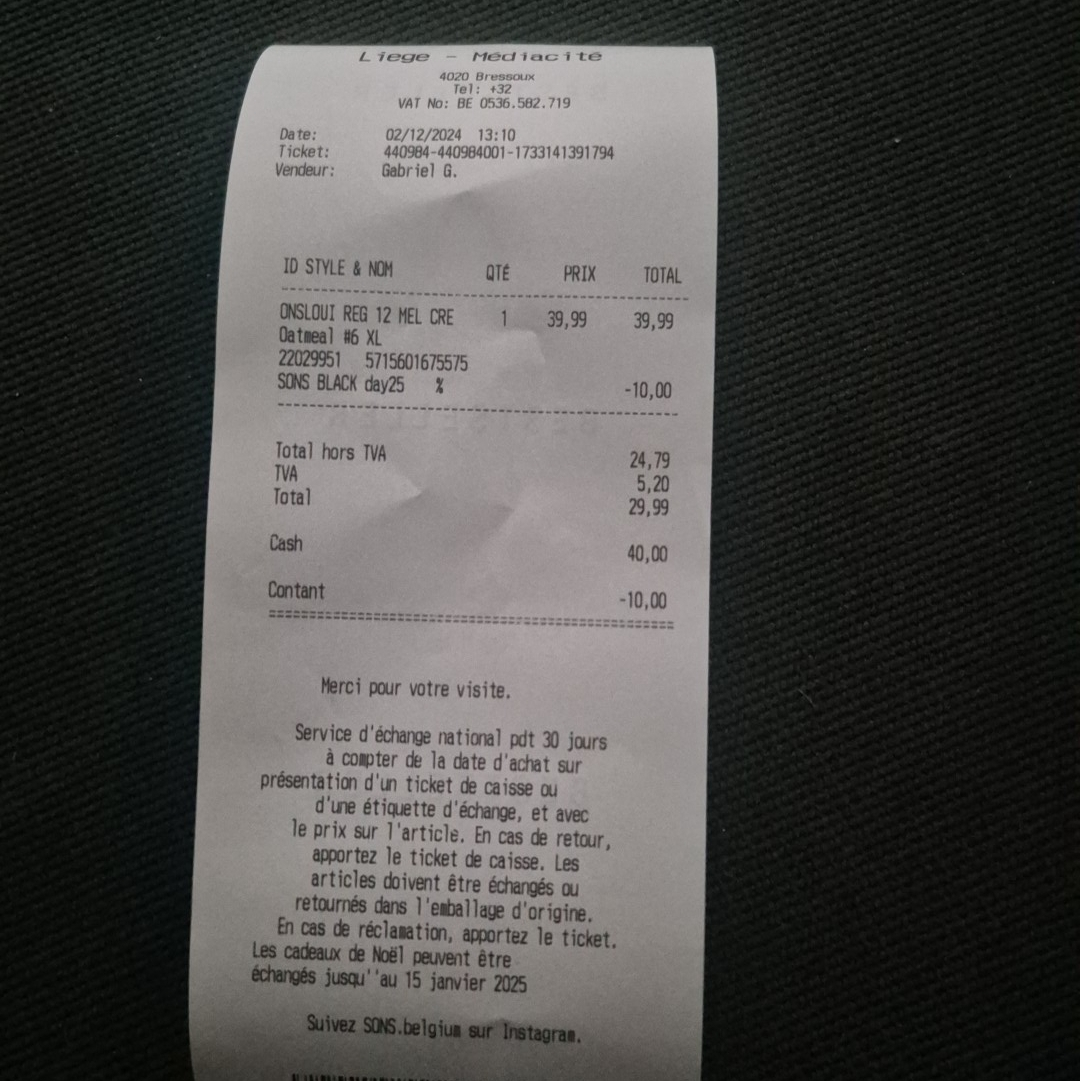 Liege - Médiacité
4020 Bressoux
Tel: +32
VAT No: BE 0536.582.719
Date: 02/12/2024 13:10
Ticket: 440984-440984001-1733141391794
Vendeur: Gabriel G.
ID STYLE & NOM QTÉ PRIX TOTAL
ONSLOUI REG 12 MEL CRE 1 39,99 39,99
Oatmeal #6 XL
22029951 5715601675575
SONS BLACK day25 % -10,00
Total hors TVA 24,79
TVA 5,20
Total 29,99
Cash 40,00
Contant -10,00
Merci pour votre visite.
Service d'échange national pdt 30 jours
à compter de la date d'achat sur
présentation d'un ticket de caisse ou
d'une étiquette d'échange, et avec
le prix sur l'article. En cas de retour,
apportez le ticket de caisse. Les
articles doivent être échangés ou
retournés dans l'emballage d'origine.
En cas de réclamation, apportez le ticket.
Les cadeaux de Noël peuvent être
échangés jusqu''au 15 janvier 2025
Suivez SONS.belgium sur Instagram.